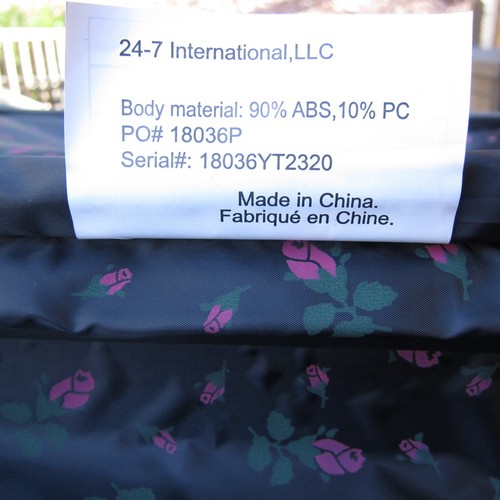 24-7 International,LLC
Body material: 90% ABS,10% PC
PO# 18036P
Serial#: 18036YT2320
Made in China.
Fabriqué en Chine.